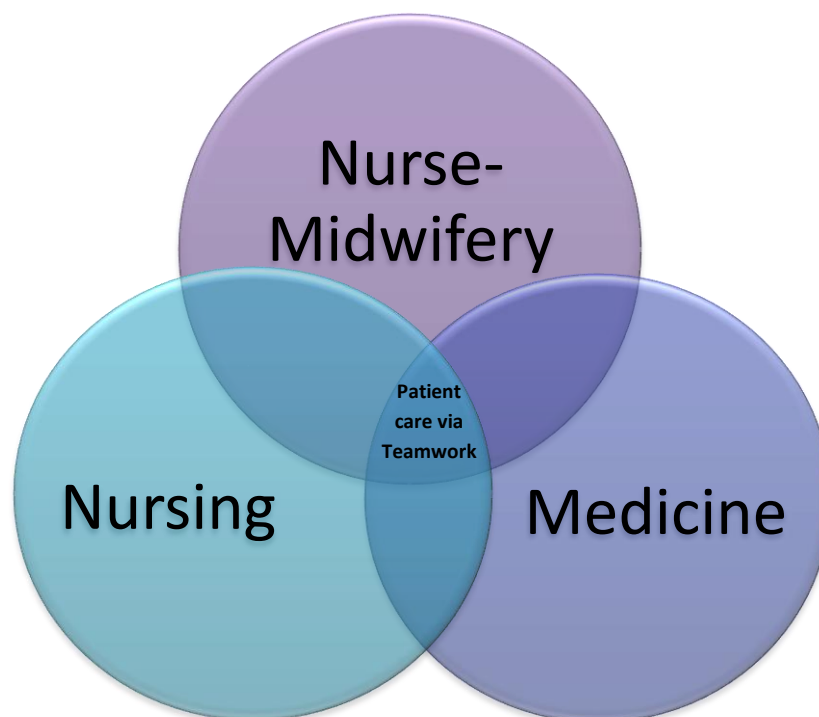 Nurse-
Midwifery
Patient
care via
Teamwork
Nursing
Medicine